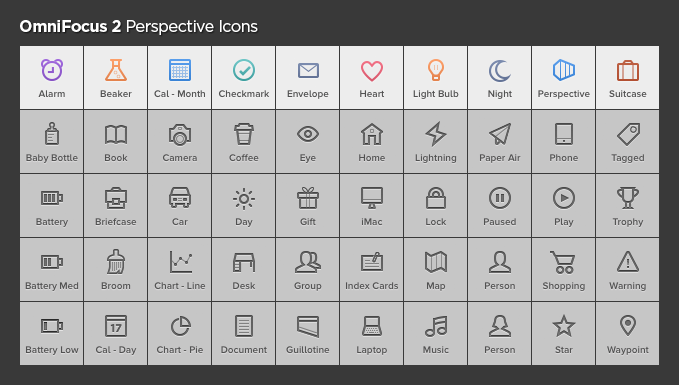 OmniFocus 2 Perspective Icons
Alarm Beaker Cal - Month Checkmark Envelope Heart Light Bulb Night Perspective Suitcase
Baby Bottle Book Camera Coffee Eye Home Lightning Paper Air Phone Tagged
Battery Briefcase Car Day Gift iMac Lock Paused Play Trophy
Battery Med Broom Chart - Line Desk Group Index Cards Map Person Shopping Warning
17
Battery Low Cal - Day Chart - Pie Document Guillotine Laptop Music Person Star Waypoint